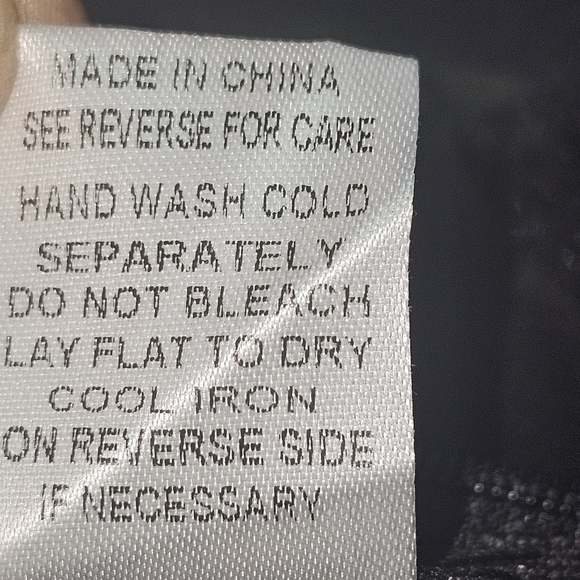 MADE IN CHINA
SEE REVERSE FOR CARE
HAND WASH COLD
SEPARATELY
DO NOT BLEACH
LAY FLAT TO DRY
COOL IRON
ON REVERSE SIDE
IF NECESSARY